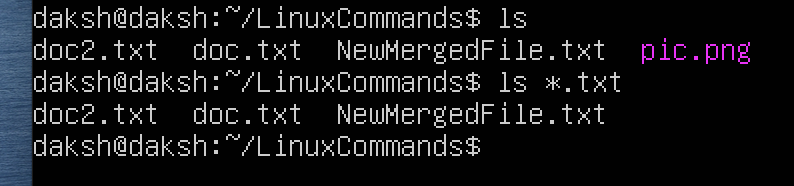 daksh@daksh:~/LinuxCommands$ ls
doc2.txt  doc.txt  NewMergedFile.txt  pic.png
daksh@daksh:~/LinuxCommands$ ls *.txt
doc2.txt  doc.txt  NewMergedFile.txt
daksh@daksh:~/LinuxCommands$